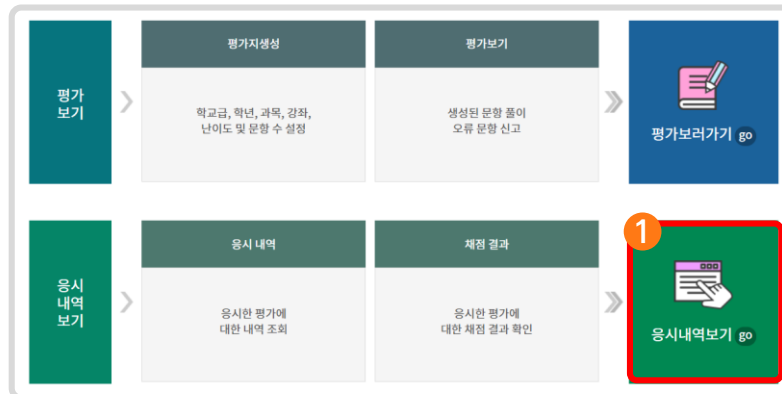 평가
보기
평가지생성
학교급, 학년, 과목, 강좌,
난이도 및 문항 수 설정
평가보기
생성된 문항 풀이
오류 문항 신고
평가보러가기 go
응시
내역
보기
응시 내역
응시한 평가에
대한 내역 조회
채점 결과
응시한 평가에
대한 채점 결과 확인
1
응시내역보기 go